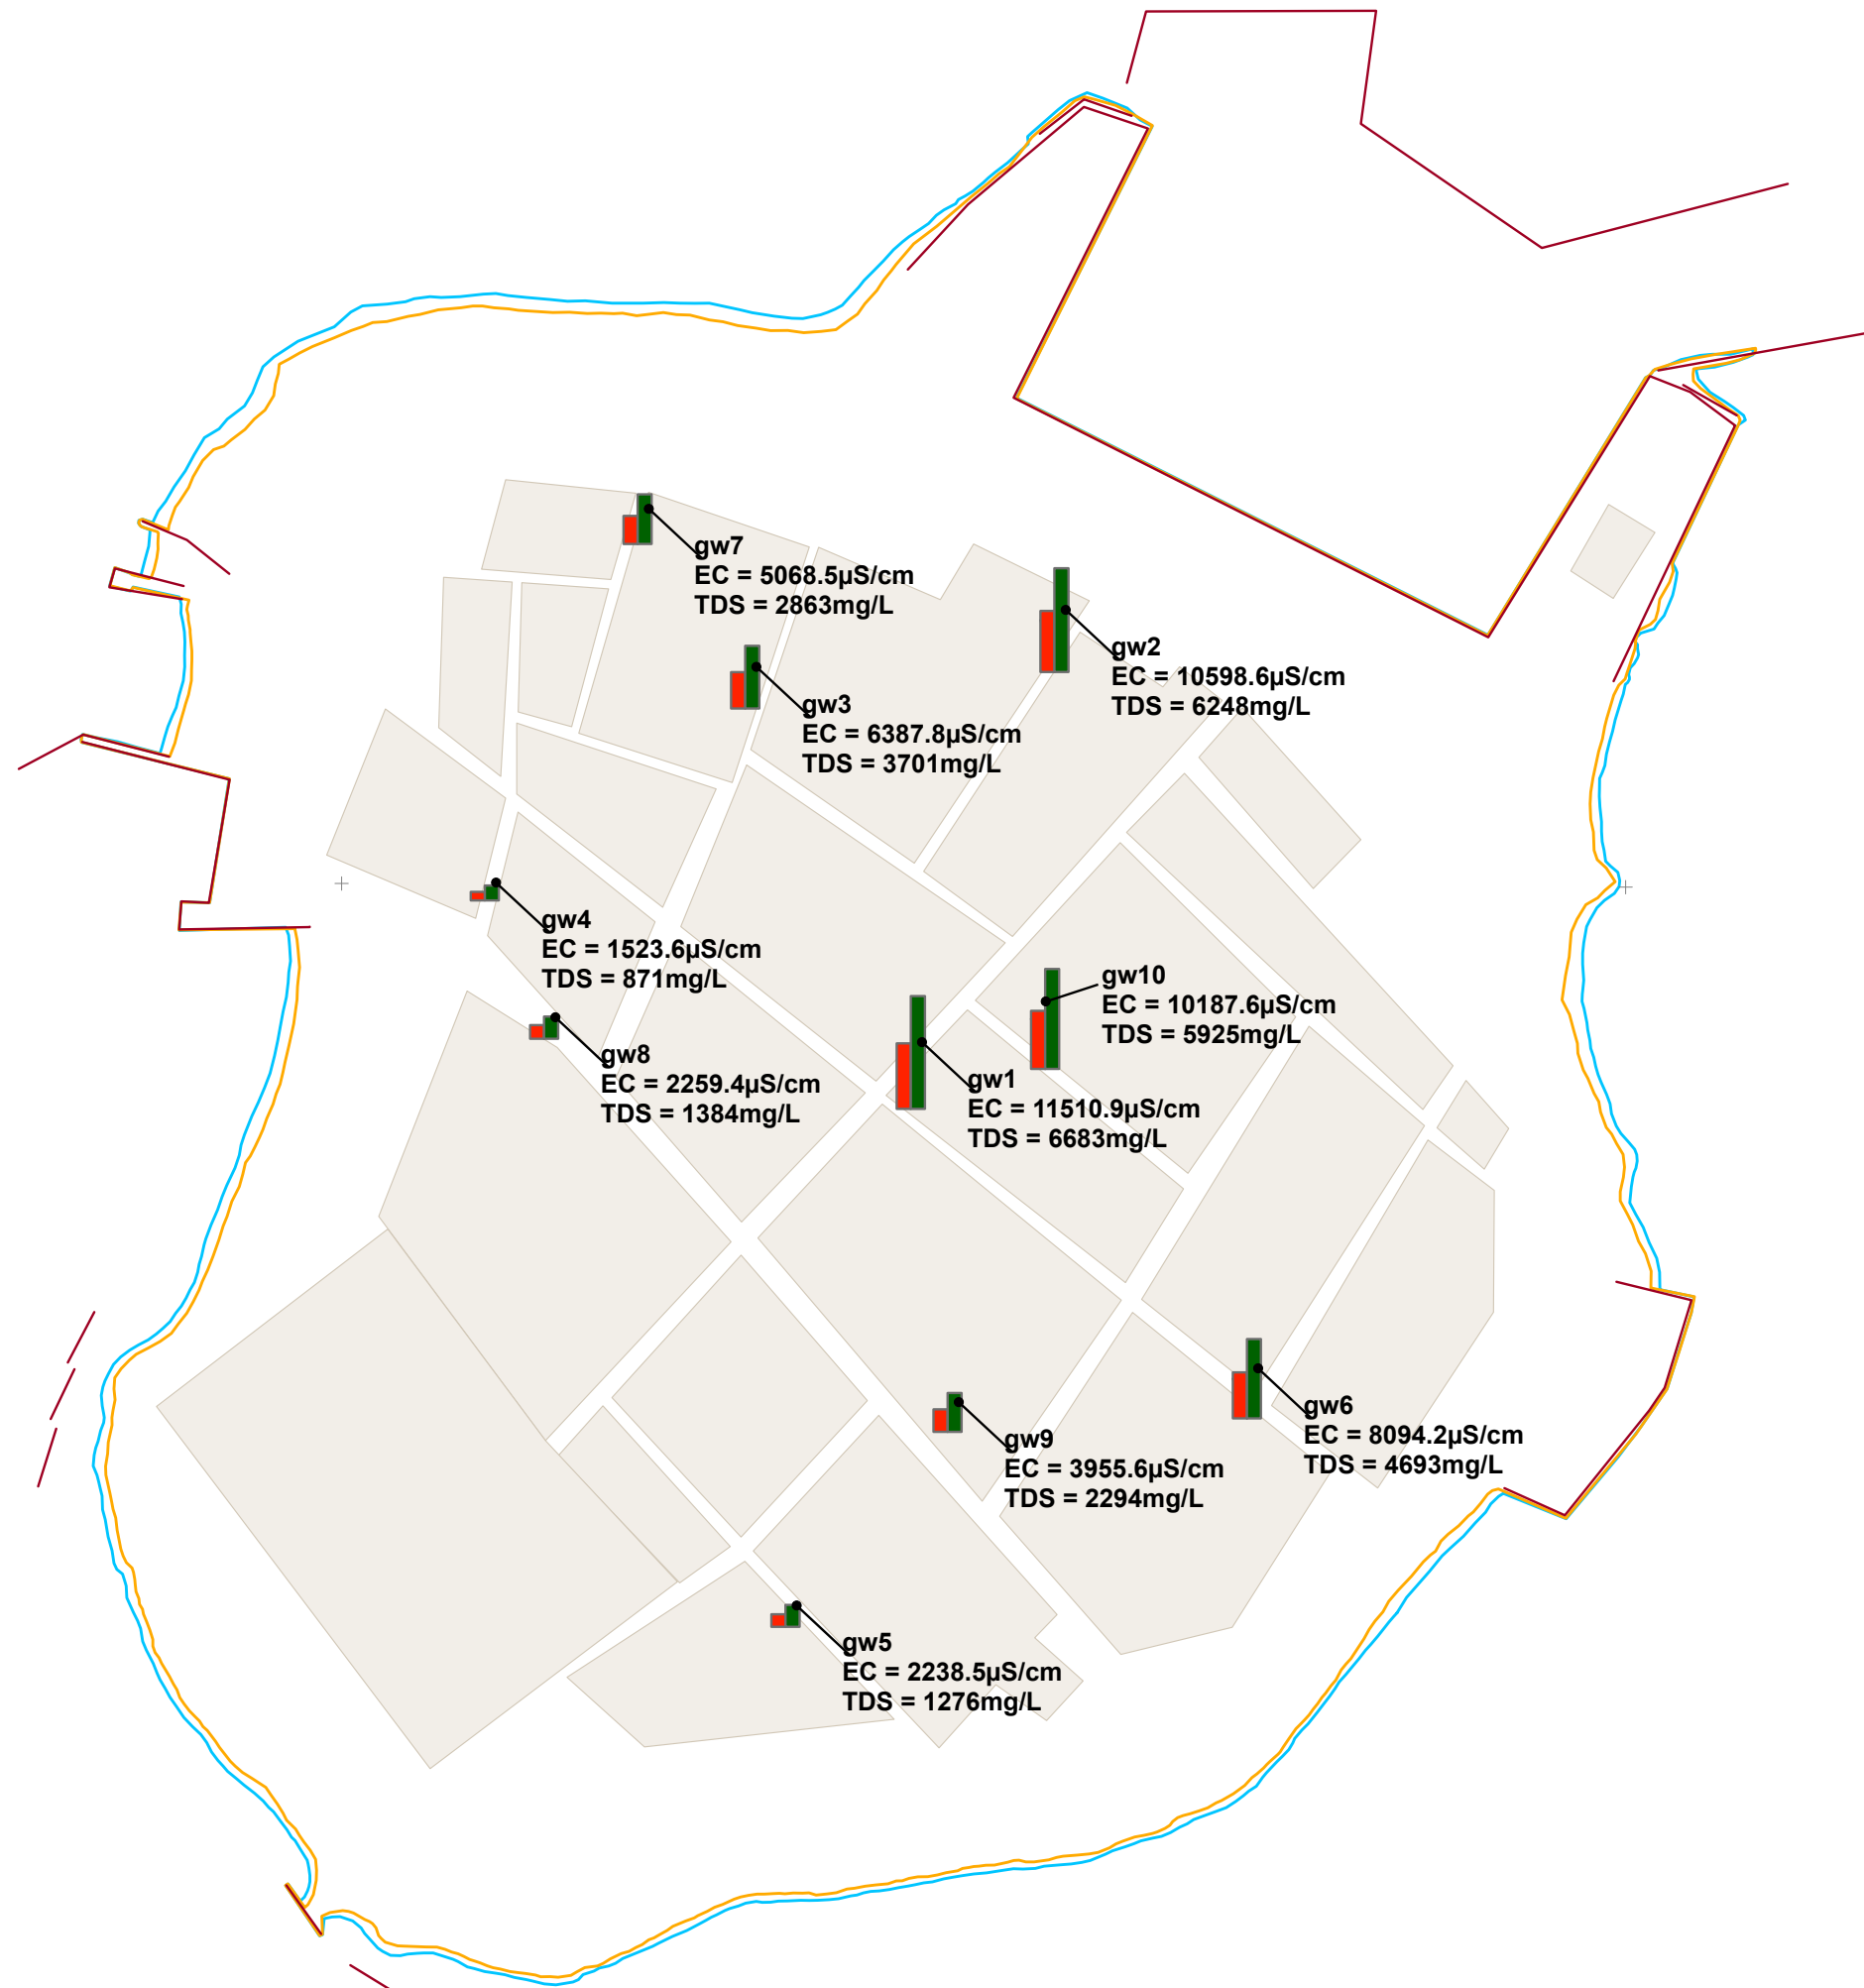 gw7
EC = 5068.5µS/cm
TDS = 2863mg/L
gw2
EC = 10598.6µS/cm
TDS = 6248mg/L
gw3
EC = 6387.8µS/cm
TDS = 3701mg/L
gw4
EC = 1523.6µS/cm
TDS = 871mg/L
gw10
EC = 10187.6µS/cm
TDS = 5925mg/L
gw8
EC = 2259.4µS/cm
TDS = 1384mg/L
gw1
EC = 11510.9µS/cm
TDS = 6683mg/L
gw6
EC = 8094.2µS/cm
TDS = 4693mg/L
gw9
EC = 3955.6µS/cm
TDS = 2294mg/L
gw5
EC = 2238.5µS/cm
TDS = 1276mg/L